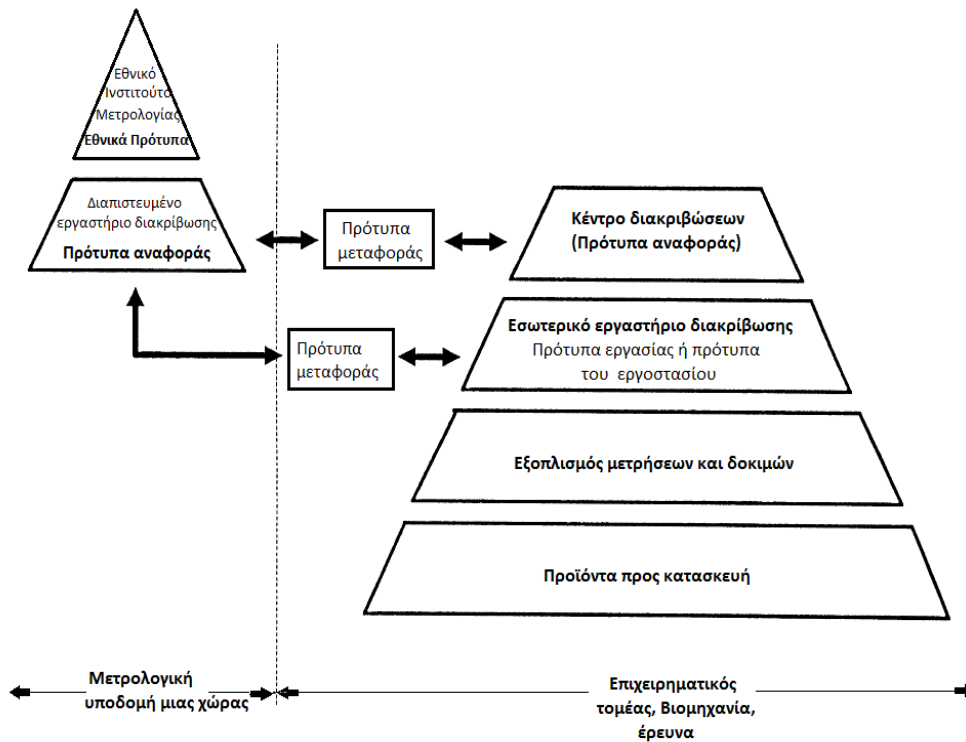 Εθνικό
Ινστιτούτο
Μετρολογίας
Εθνικά Πρότυπα
Διαπιστευμένο
εργαστήριο διακρίβωσης
Πρότυπα αναφοράς
Πρότυπα
μεταφοράς
Κέντρο διακριβώσεων
(Πρότυπα αναφοράς)
Πρότυπα
μεταφοράς
Εσωτερικό εργαστήριο διακρίβωσης
Πρότυπα εργασίας ή πρότυπα
του εργοστασίου
Εξοπλισμός μετρήσεων και δοκιμών
Προϊόντα προς κατασκευή
Μετρολογική
υποδομή μιας χώρας
Επιχειρηματικός
τομέας, Βιομηχανία,
έρευνα